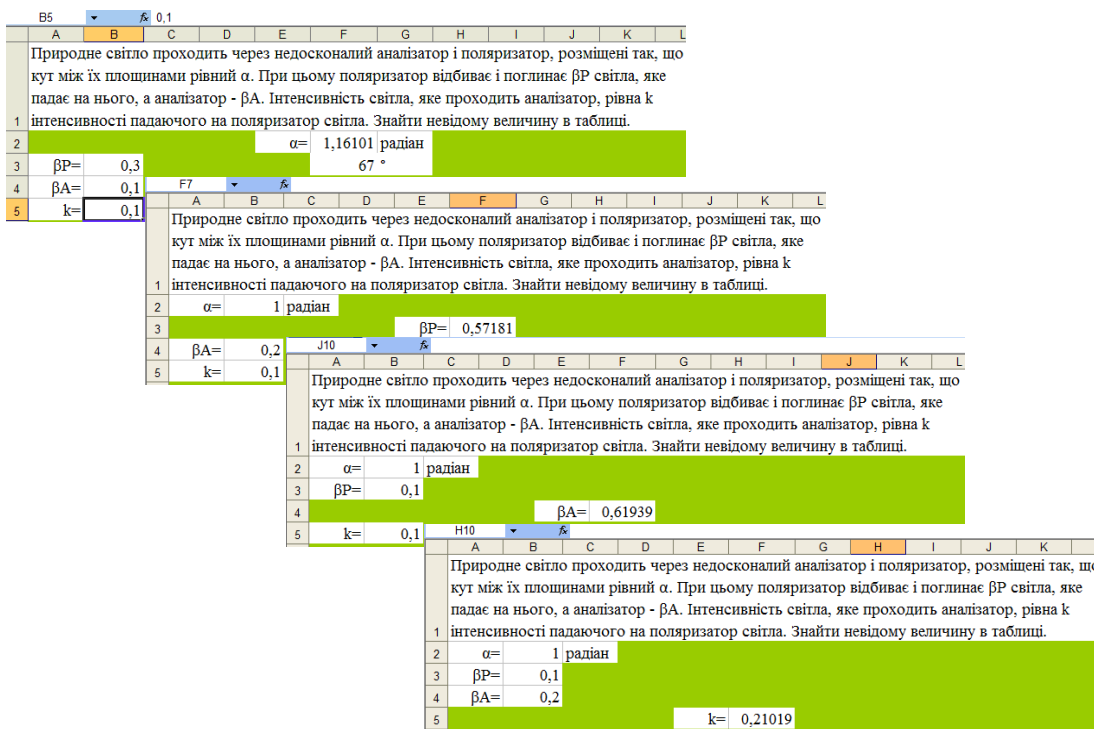 B5 fx 0,1
A B C D E F G H I J K L
Природне світло проходить через недосконалий аналізатор і поляризатор, розміщені так, що
кут між їх площинами рівний α. При цьому поляризатор відбиває і поглинає βP світла, яке
падає на нього, а аналізатор - βА. Інтенсивність світла, яке проходить аналізатор, рівна k
1 інтенсивності падаючого на поляризатор світла. Знайти невідому величину в таблиці.
2 α= 1,16101 радіан
3 βP= 0,3 67 °
4 βA= 0,1
5 k= 0,1
F7 fx
A B C D E F G H I J K L
Природне світло проходить через недосконалий аналізатор і поляризатор, розміщені так, що
кут між їх площинами рівний α. При цьому поляризатор відбиває і поглинає βP світла, яке
падає на нього, а аналізатор - βА. Інтенсивність світла, яке проходить аналізатор, рівна k
1 інтенсивності падаючого на поляризатор світла. Знайти невідому величину в таблиці.
2 α= 1 радіан
3 βP= 0,57181
4 βA= 0,2
5 k= 0,1
J10 fx
A B C D E F G H I J K L
Природне світло проходить через недосконалий аналізатор і поляризатор, розміщені так, що
кут між їх площинами рівний α. При цьому поляризатор відбиває і поглинає βP світла, яке
падає на нього, а аналізатор - βА. Інтенсивність світла, яке проходить аналізатор, рівна k
1 інтенсивності падаючого на поляризатор світла. Знайти невідому величину в таблиці.
2 α= 1 радіан
3 βP= 0,1
4 βA= 0,61939
5 k= 0,1
H10 fx
A B C D E F G H I J K
Природне світло проходить через недосконалий аналізатор і поляризатор, розміщені так, що
кут між їх площинами рівний α. При цьому поляризатор відбиває і поглинає βP світла, яке
падає на нього, а аналізатор - βА. Інтенсивність світла, яке проходить аналізатор, рівна k
1 інтенсивності падаючого на поляризатор світла. Знайти невідому величину в таблиці.
2 α= 1 радіан
3 βP= 0,1
4 βA= 0,2
5 k= 0,21019